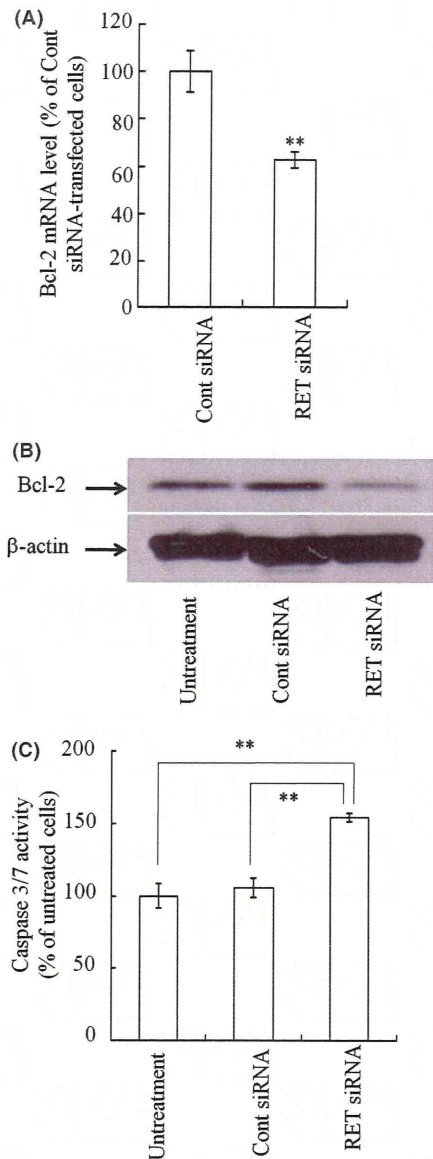 (A)
Bcl-2 mRNA level (% of Cont
siRNA-transfected cells)
120
100
80
60
40
20
0
**
Cont siRNA
RET siRNA
(B)
Bcl-2
β-actin
Untreatment
Cont siRNA
RET siRNA
(C)
Caspase 3/7 activity
(% of untreated cells)
200
150
100
50
0
**
**
Untreatment
Cont siRNA
RET siRNA